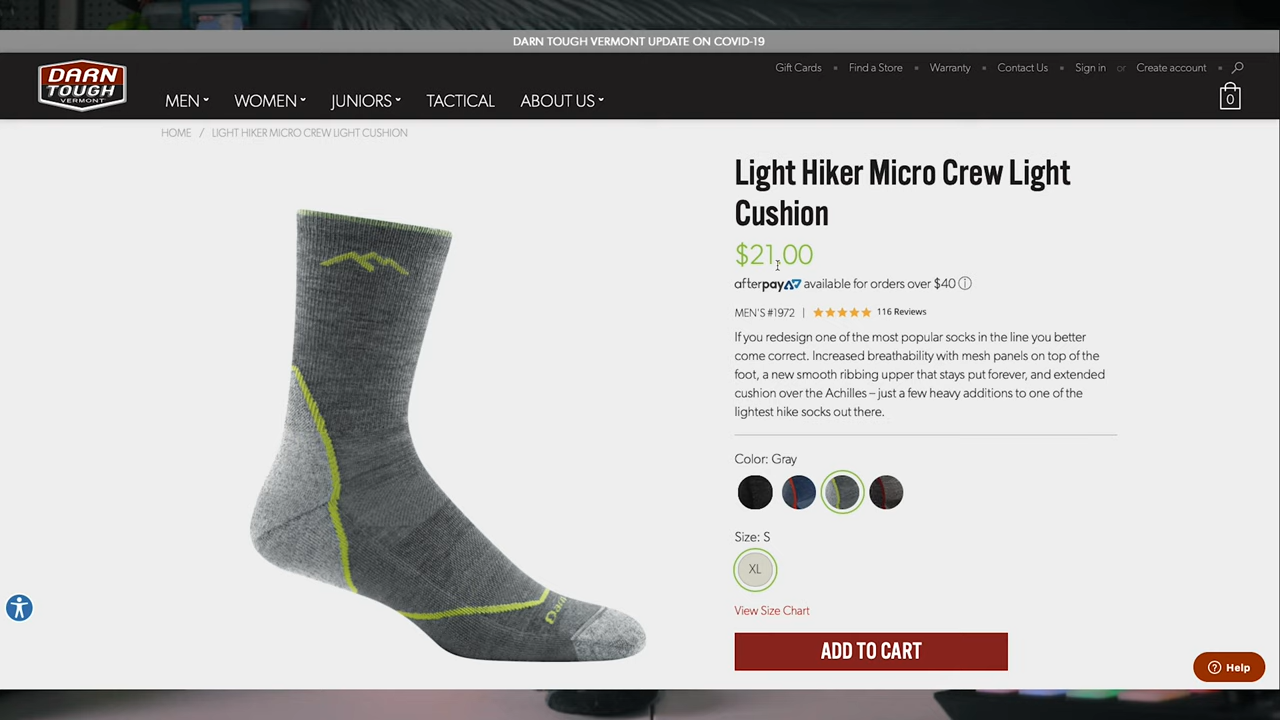 DARN TOUGH VERMONT UPDATE ON COVID-19
Gift Cards Find a Store Warranty Contact Us Sign in or Create account
DARN
TOUGH
VERMONT
MEN WOMEN JUNIORS TACTICAL ABOUT US
0
HOME / LIGHT HIKER MICRO CREW LIGHT CUSHION
Light Hiker Micro Crew Light
Cushion
$21.00
afterpay available for orders over $40
MEN'S #1972 | 116 Reviews
If you redesign one of the most popular socks in the line you better
come correct. Increased breathability with mesh panels on top of the
foot, a new smooth ribbing upper that stays put forever, and extended
cushion over the Achilles – just a few heavy additions to one of the
lightest hike socks out there.
Color: Gray
Size: S
XL
View Size Chart
ADD TO CART
Darn
Help